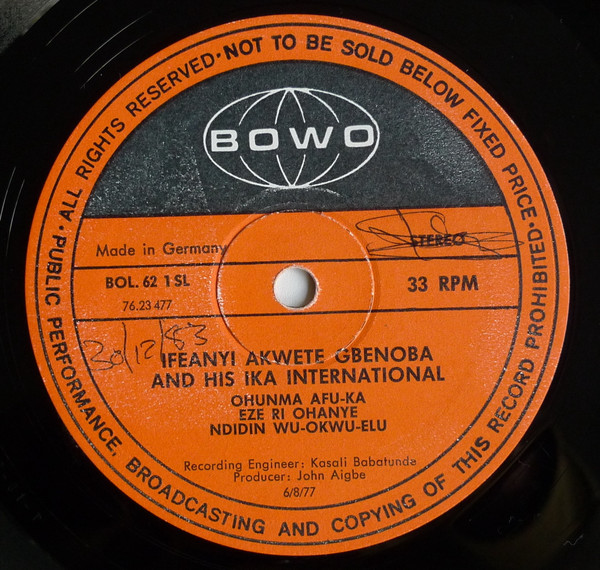 ALL RIGHTS RESERVED·NOT TO BE SOLD BELOW FIXED PRICE·
BOWO
Made in Germany
STEREO
BOL. 62 1 SL
33 RPM
76.23 477
30/12/83
IFEANYI AKWETE GBENOBA
AND HIS IKA INTERNATIONAL
OHUNMA AFU-KA
EZE RI OHANYE
NDIDIN WU-OKWU-ELU
Recording Engineer: Kasali Babatunda
Producer: John Aigbe
6/8/77
·PUBLIC PERFORMANCE, BROADCASTING AND COPYING OF THIS RECORD PROHIBITED·